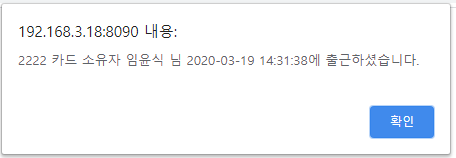 192.168.3.18:8090 내용:
2222 카드 소유자 임윤식 님 2020-03-19 14:31:38에 출근하셨습니다.
확인